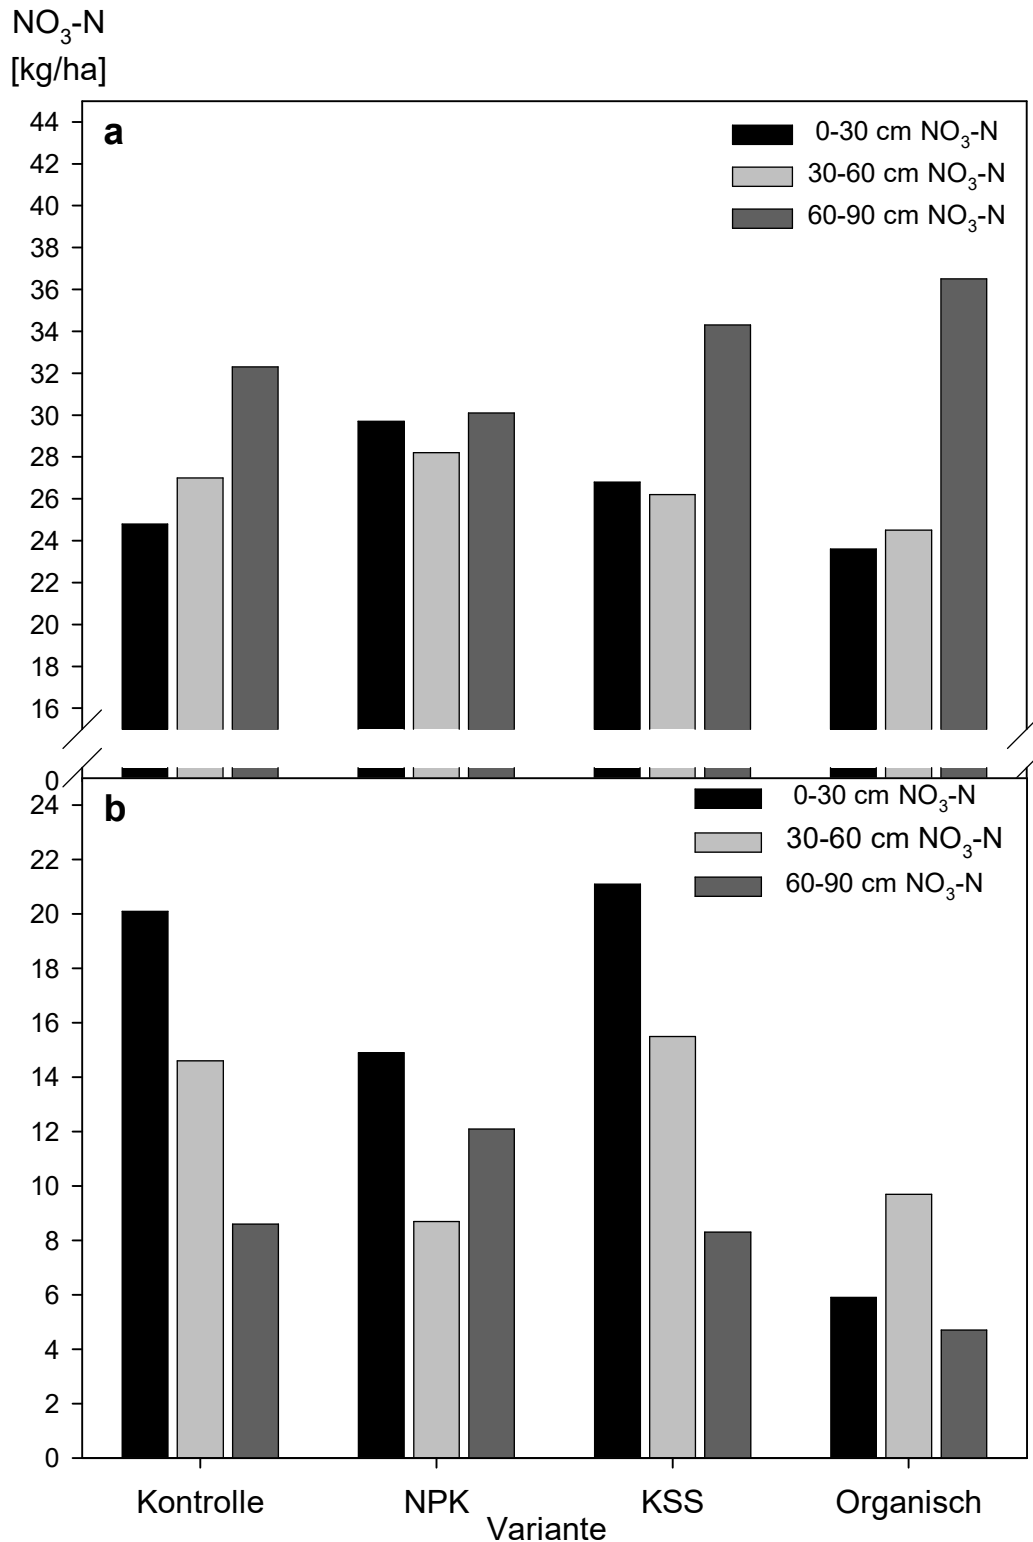 NO₃-N
[kg/ha]
a
0-30 cm NO₃-N
30-60 cm NO₃-N
60-90 cm NO₃-N
44
42
40
38
36
34
32
30
28
26
24
22
20
18
16
0
b
0-30 cm NO₃-N
30-60 cm NO₃-N
60-90 cm NO₃-N
24
22
20
18
16
14
12
10
8
6
4
2
0
Kontrolle NPK KSS Organisch
Variante